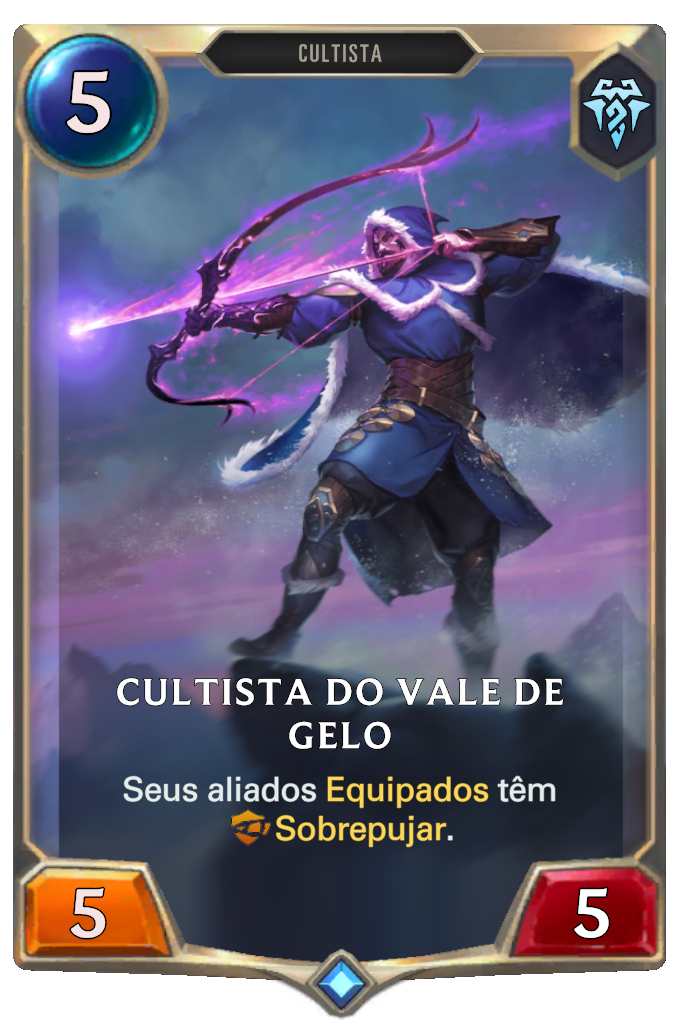 5
CULTISTA
CULTISTA DO VALE DE
GELO
Seus aliados Equipados têm
Sobrepujar.
5
5